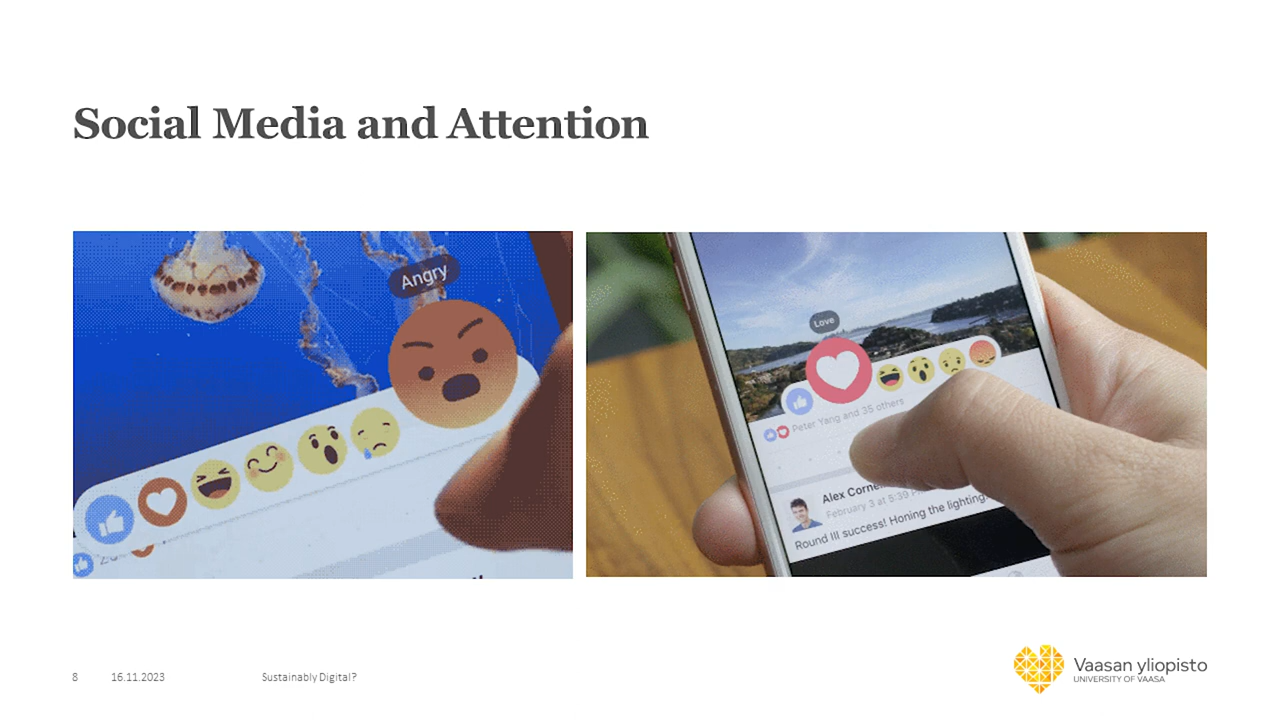 Social Media and Attention
Angry
Love
Peter Yang and 35 others
Alex
February 3 at 5:39
Round III success! Honing the lighting
8
16.11.2023
Sustainably Digital?
Vaasan yliopisto
UNIVERSITY OF VAASA